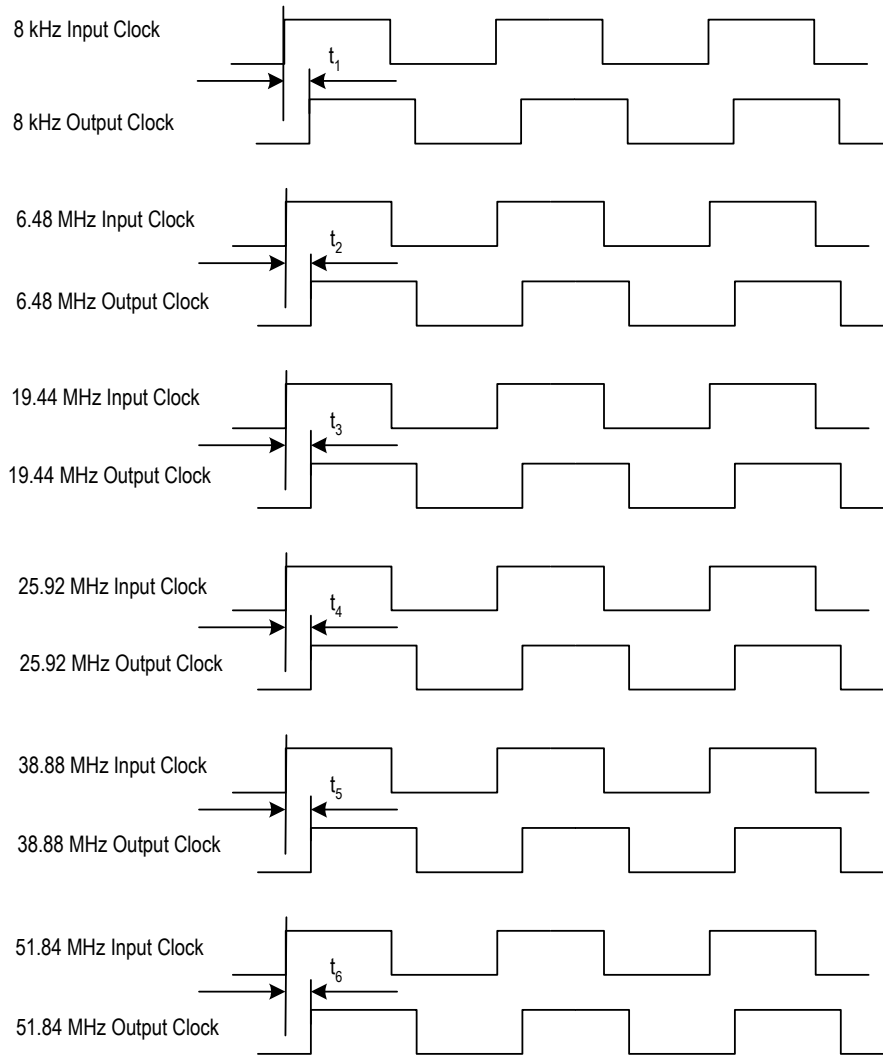 8 kHz Input Clock
t1
8 kHz Output Clock
6.48 MHz Input Clock
t2
6.48 MHz Output Clock
19.44 MHz Input Clock
t3
19.44 MHz Output Clock
25.92 MHz Input Clock
t4
25.92 MHz Output Clock
38.88 MHz Input Clock
t5
38.88 MHz Output Clock
51.84 MHz Input Clock
t6
51.84 MHz Output Clock